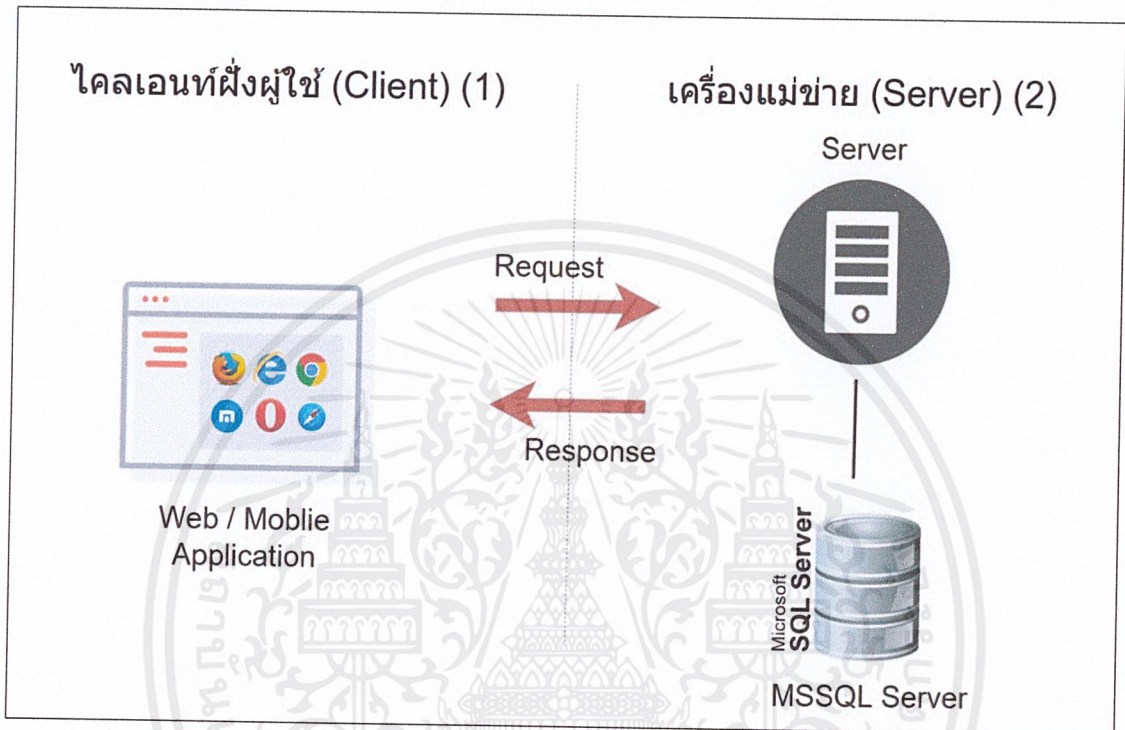 ไคลเอนท์ฝั่งผู้ใช้ (Client) (1)
เครื่องแม่ข่าย (Server) (2)
Server
Request
Response
Web / Moblie
Application
Microsoft
SQL Server
MSSQL Server